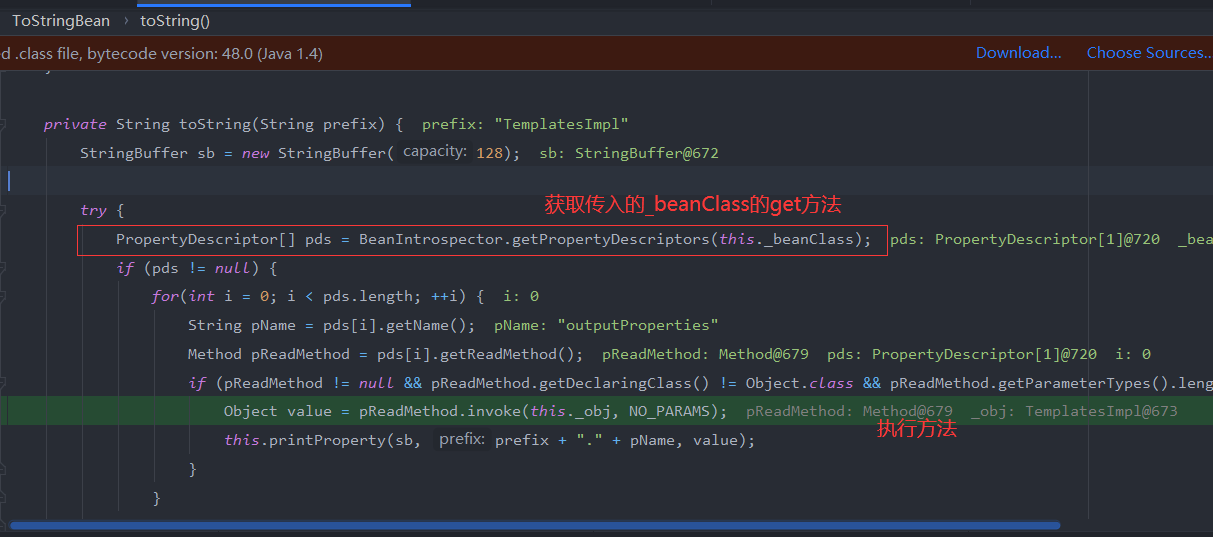 ToStringBean › toString()
ed .class file, bytecode version: 48.0 (Java 1.4) Download... Choose Sources...
private String toString(String prefix) { prefix: "TemplatesImpl"
StringBuffer sb = new StringBuffer( capacity: 128); sb: StringBuffer@672
获取传入的_beanClass的get方法
try {
PropertyDescriptor[] pds = BeanIntrospector.getPropertyDescriptors(this._beanClass); pds: PropertyDescriptor[1]@720 _bea
if (pds != null) {
for(int i = 0; i < pds.length; ++i) { i: 0
String pName = pds[i].getName(); pName: "outputProperties"
Method pReadMethod = pds[i].getReadMethod(); pReadMethod: Method@679 pds: PropertyDescriptor[1]@720 i: 0
if (pReadMethod != null && pReadMethod.getDeclaringClass() != Object.class && pReadMethod.getParameterTypes().leng
Object value = pReadMethod.invoke(this._obj, NO_PARAMS); pReadMethod: Method@679 _obj: TemplatesImpl@673
执行方法
this.printProperty(sb, prefix: prefix + "." + pName, value);
}
}